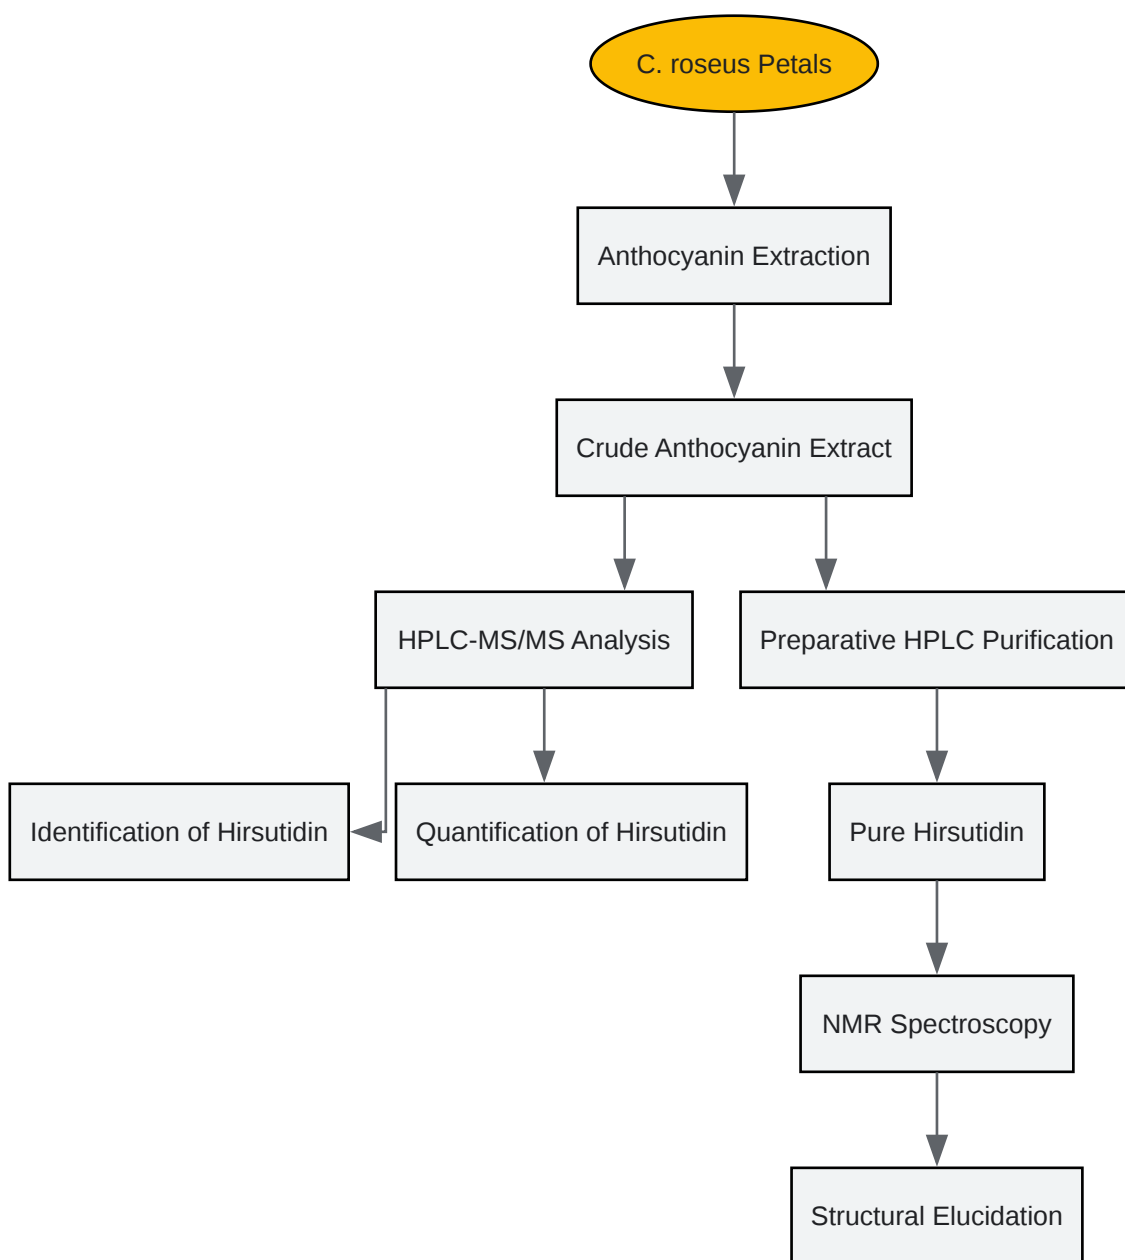 C. roseus Petals
Anthocyanin Extraction
Crude Anthocyanin Extract
HPLC-MS/MS Analysis
Preparative HPLC Purification
Identification of Hirsutidin
Quantification of Hirsutidin
Pure Hirsutidin
NMR Spectroscopy
Structural Elucidation